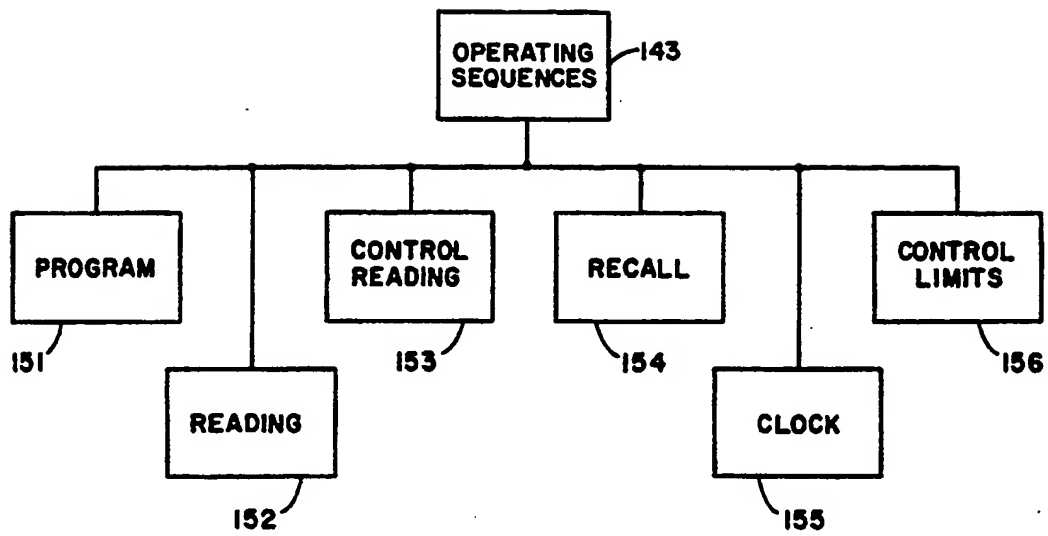 OPERATING
SEQUENCES
143
PROGRAM
151
READING
152
CONTROL
READING
153
RECALL
154
CLOCK
155
CONTROL
LIMITS
156